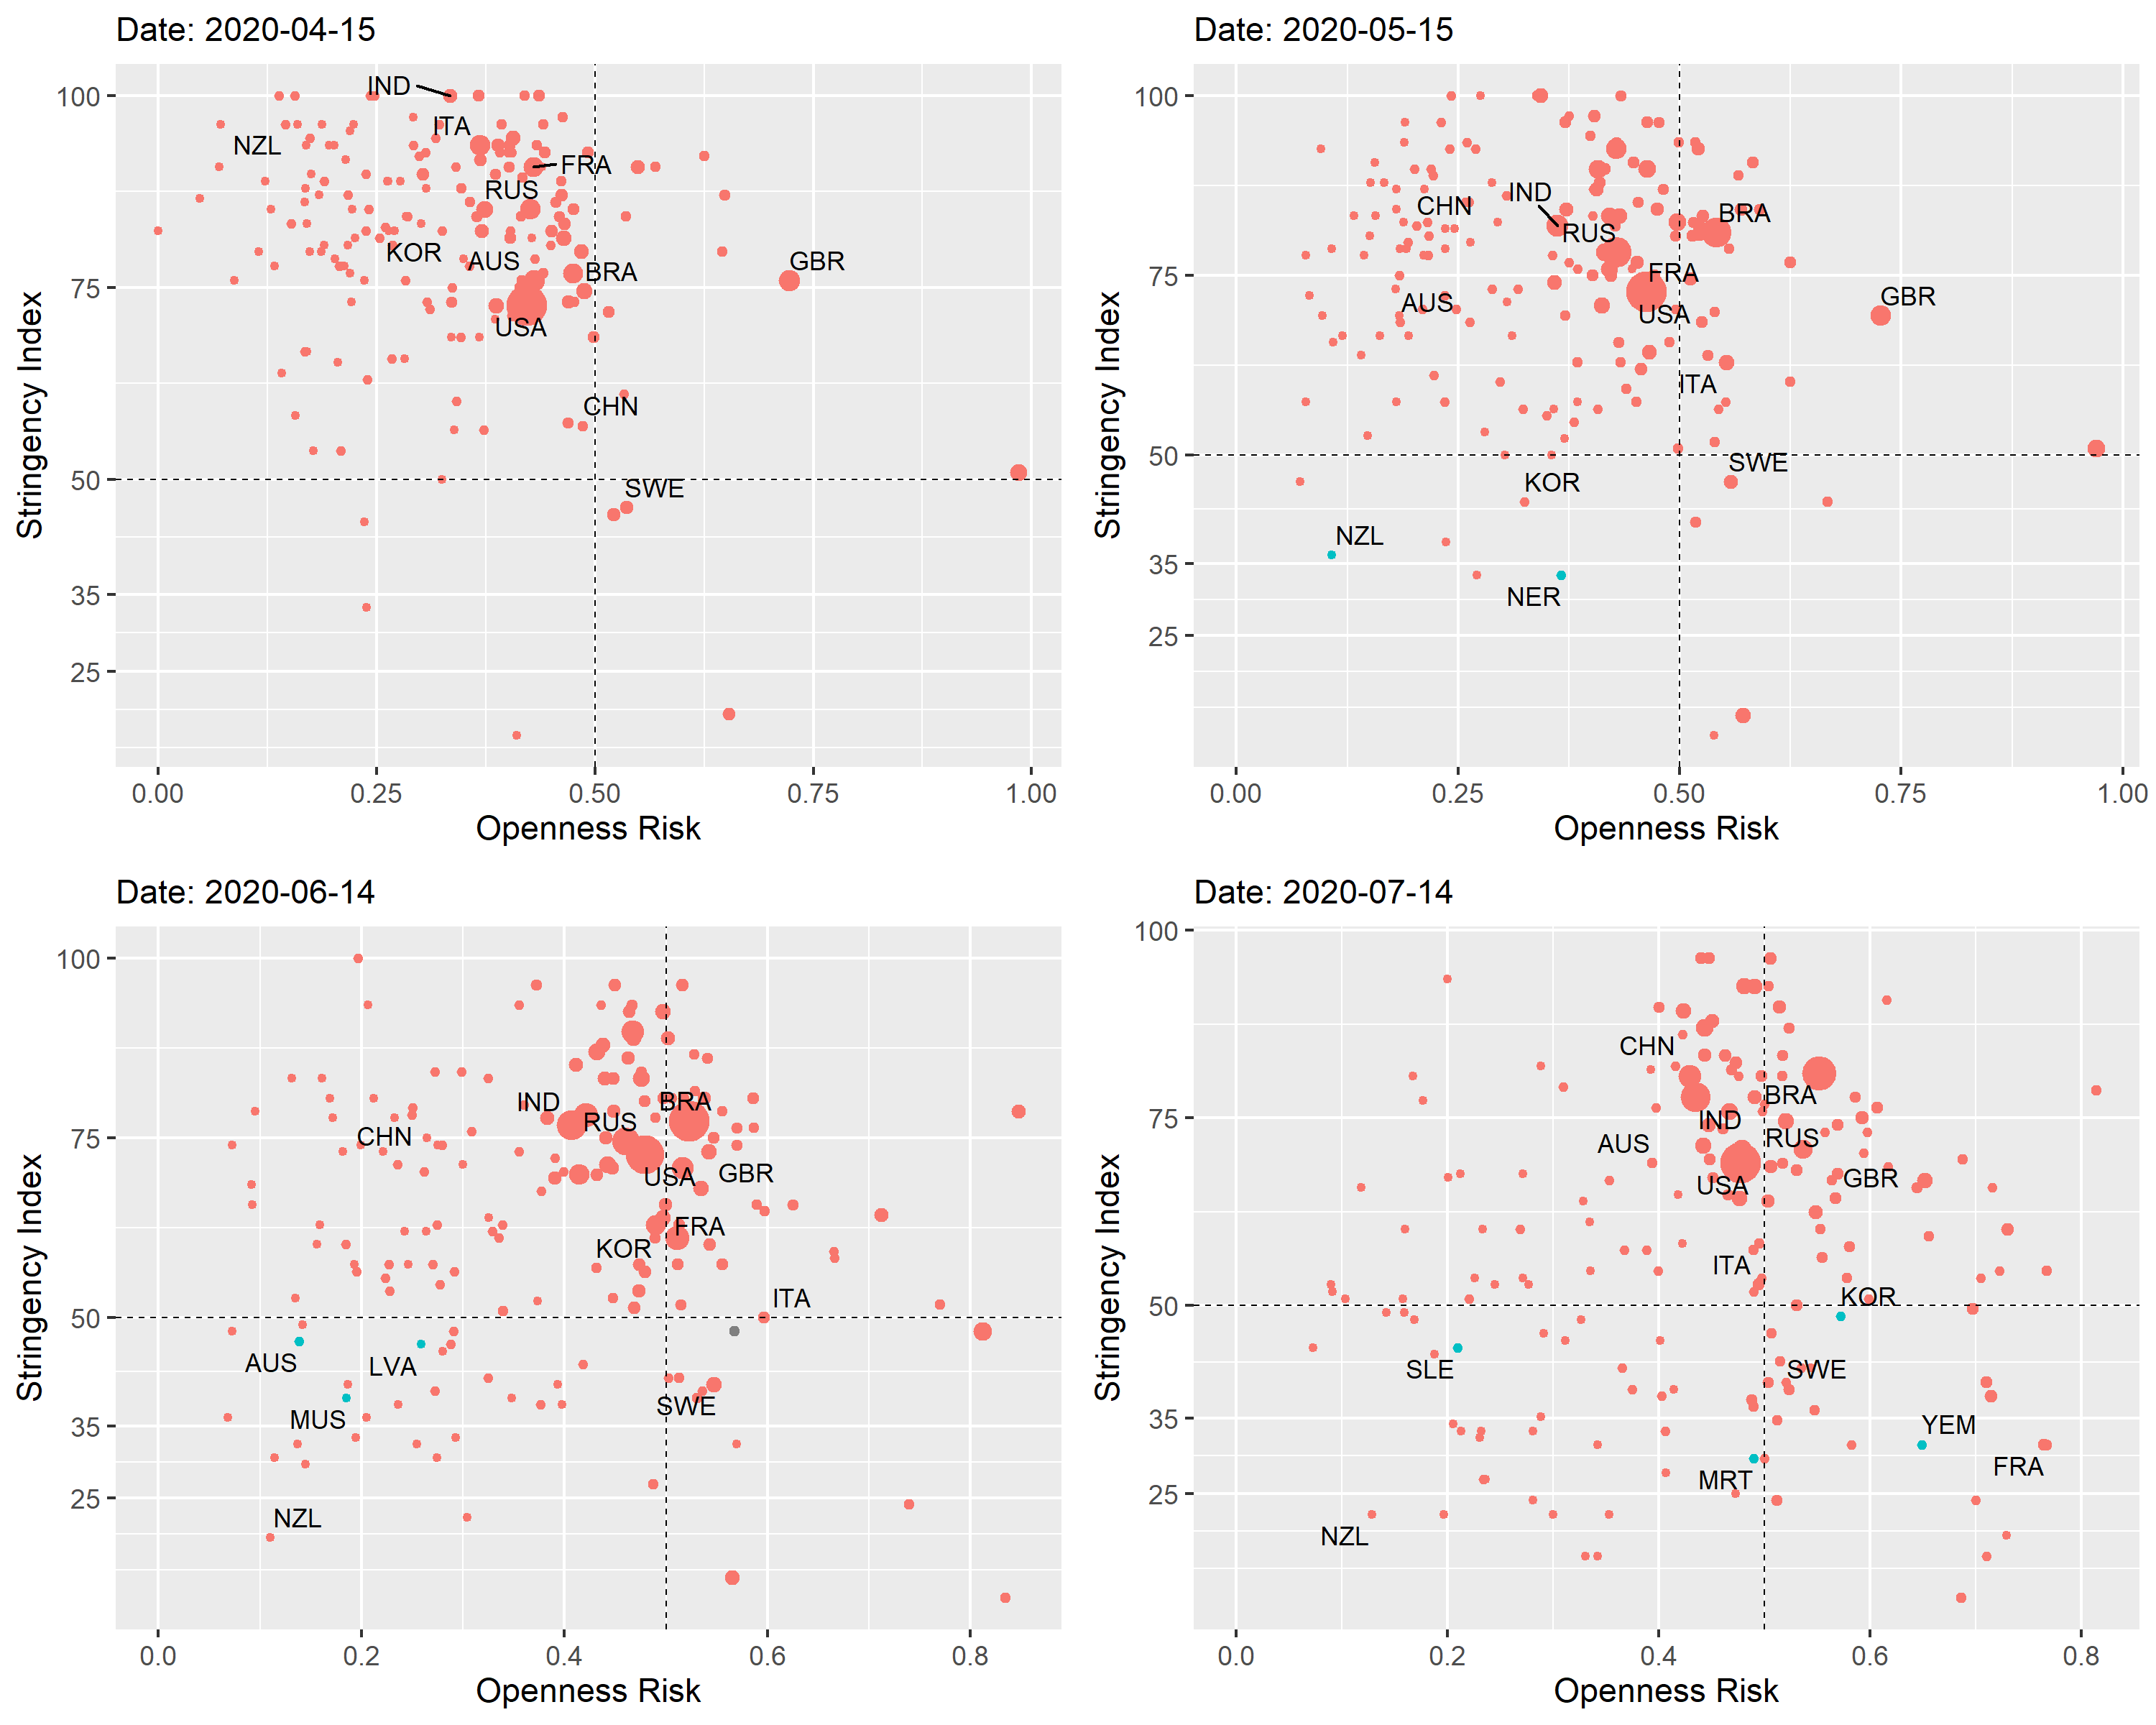 Date: 2020-04-15
Stringency Index
100
75
50
35
25
IND
ITA
NZL
FRA
RUS
KOR
AUS
BRA
GBR
USA
CHN
SWE
0.00 0.25 0.50 0.75 1.00
Openness Risk
Date: 2020-05-15
Stringency Index
100
75
50
35
25
IND
CHN
BRA
RUS
FRA
GBR
AUS
USA
ITA
SWE
KOR
NZL
NER
0.00 0.25 0.50 0.75 1.00
Openness Risk
Date: 2020-06-14
Stringency Index
100
75
50
35
25
IND
BRA
RUS
CHN
USA
GBR
FRA
KOR
ITA
AUS
LVA
SWE
MUS
NZL
0.0 0.2 0.4 0.6 0.8
Openness Risk
Date: 2020-07-14
Stringency Index
100
75
50
35
25
CHN
BRA
IND
RUS
AUS
USA
GBR
ITA
KOR
SLE
SWE
YEM
FRA
MRT
NZL
0.0 0.2 0.4 0.6 0.8
Openness Risk